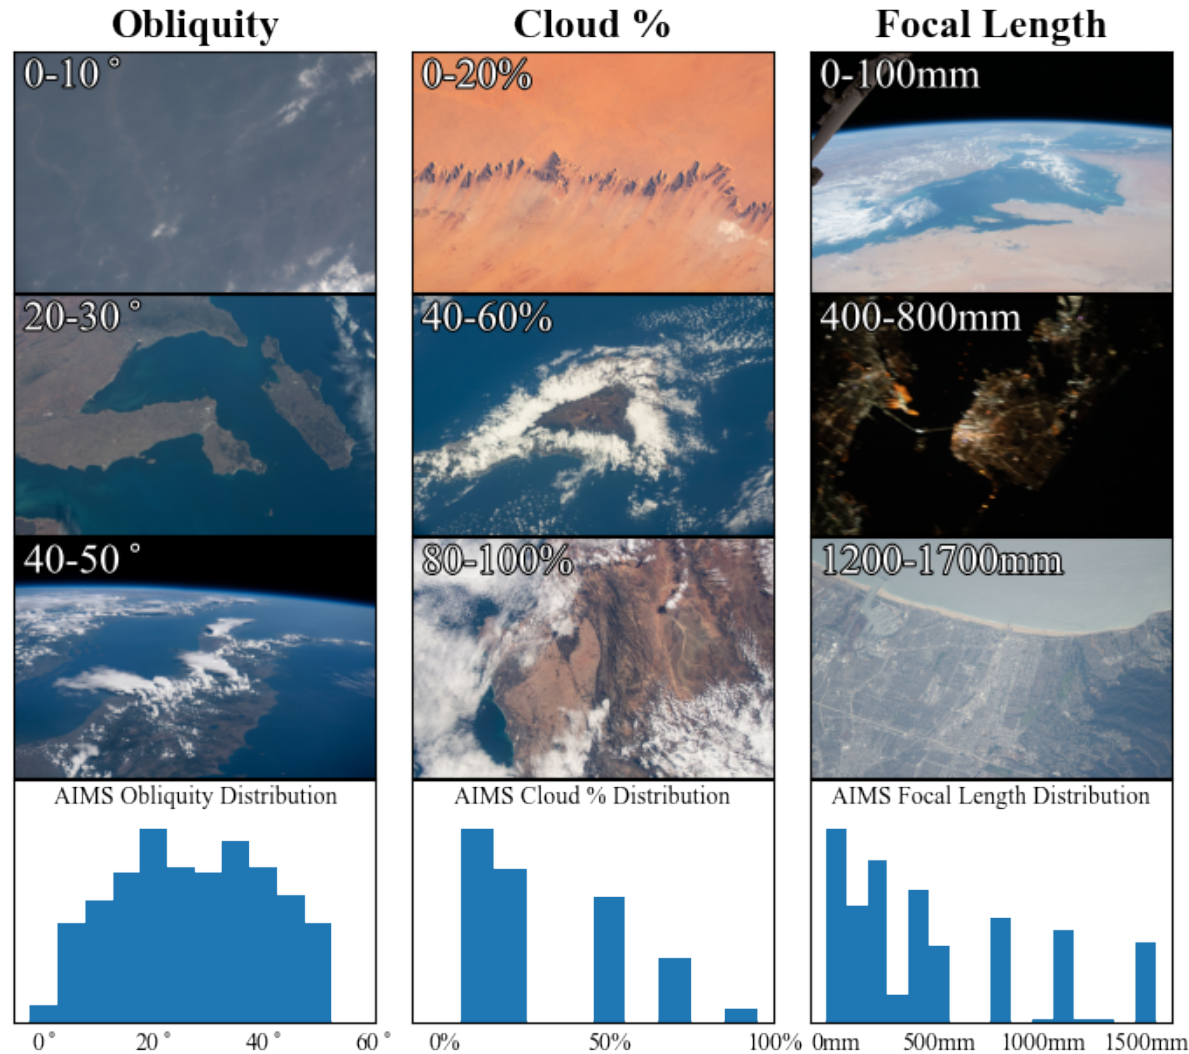 Obliquity
Cloud %
Focal Length
0-10 °
0-20%
0-100mm
20-30 °
40-60%
400-800mm
40-50 °
80-100%
1200-1700mm
AIMS Obliquity Distribution
AIMS Cloud % Distribution
AIMS Focal Length Distribution
0° 20° 40° 60°
0% 50% 100%
0mm 500mm 1000mm 1500mm